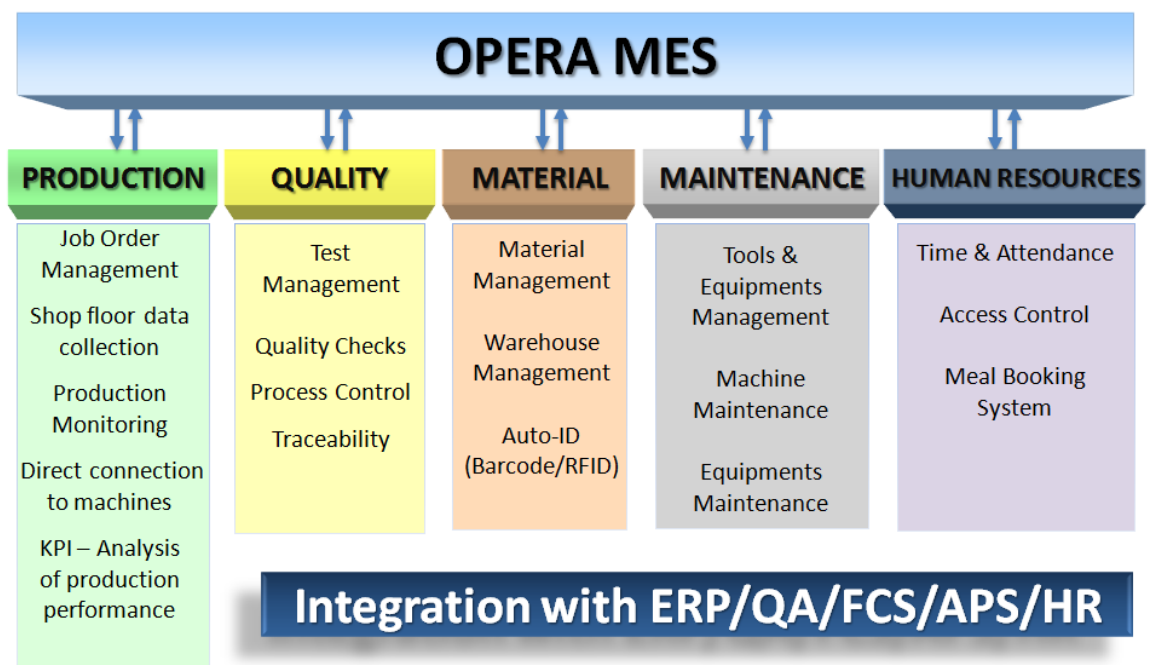 OPERA MES
PRODUCTION
Job Order
Management
Shop floor data
collection
Production
Monitoring
Direct connection
to machines
KPI – Analysis
of production
performance
QUALITY
Test
Management
Quality Checks
Process Control
Traceability
MATERIAL
Material
Management
Warehouse
Management
Auto-ID
(Barcode/RFID)
MAINTENANCE
Tools &
Equipments
Management
Machine
Maintenance
Equipments
Maintenance
HUMAN RESOURCES
Time & Attendance
Access Control
Meal Booking
System
Integration with ERP/QA/FCS/APS/HR